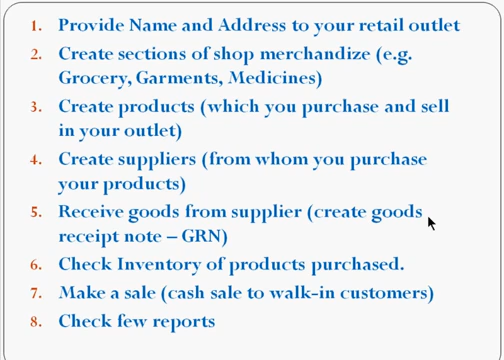 1. Provide Name and Address to your retail outlet
2. Create sections of shop merchandize (e.g.
Grocery, Garments, Medicines)
3. Create products (which you purchase and sell
in your outlet)
4. Create suppliers (from whom you purchase
your products)
5. Receive goods from supplier (create goods
receipt note – GRN)
6. Check Inventory of products purchased.
7. Make a sale (cash sale to walk-in customers)
8. Check few reports